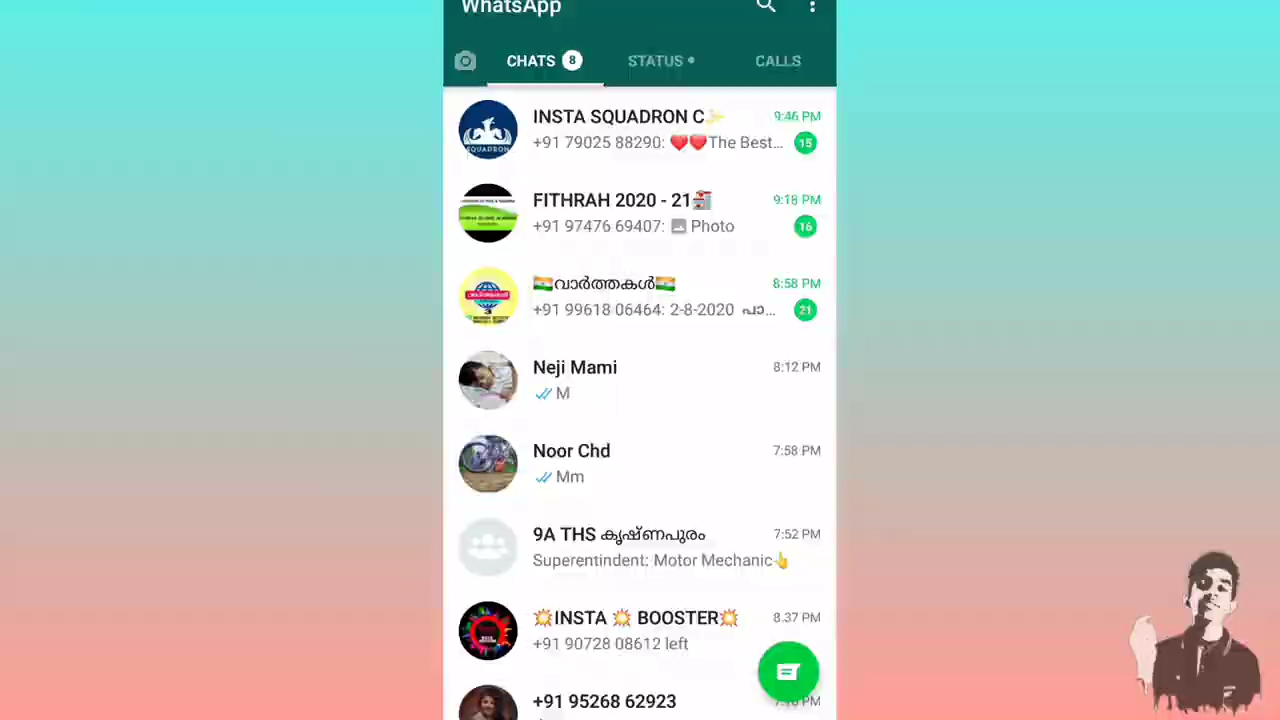 WhatsApp
CHATS 8 STATUS • CALLS
INSTA SQUADRON C✨ 9:46 PM
+91 79025 88290: ❤️❤️The Best... 15
SQUADRON
FITHRAH 2020 - 21🏰 9:18 PM
+91 97476 69407: Photo 16
🇮🇳വാർത്തകൾ🇮🇳 8:58 PM
+91 99618 06464: 2-8-2020 പാ... 21
Neji Mami 8:12 PM
M
Noor Chd 7:58 PM
Mm
9A THS കൃഷ്ണപുരം 7:52 PM
Superentindent: Motor Mechanic👆
💥INSTA 💥 BOOSTER💥 8.37 PM
+91 90728 08612 left
+91 95268 62923 PM